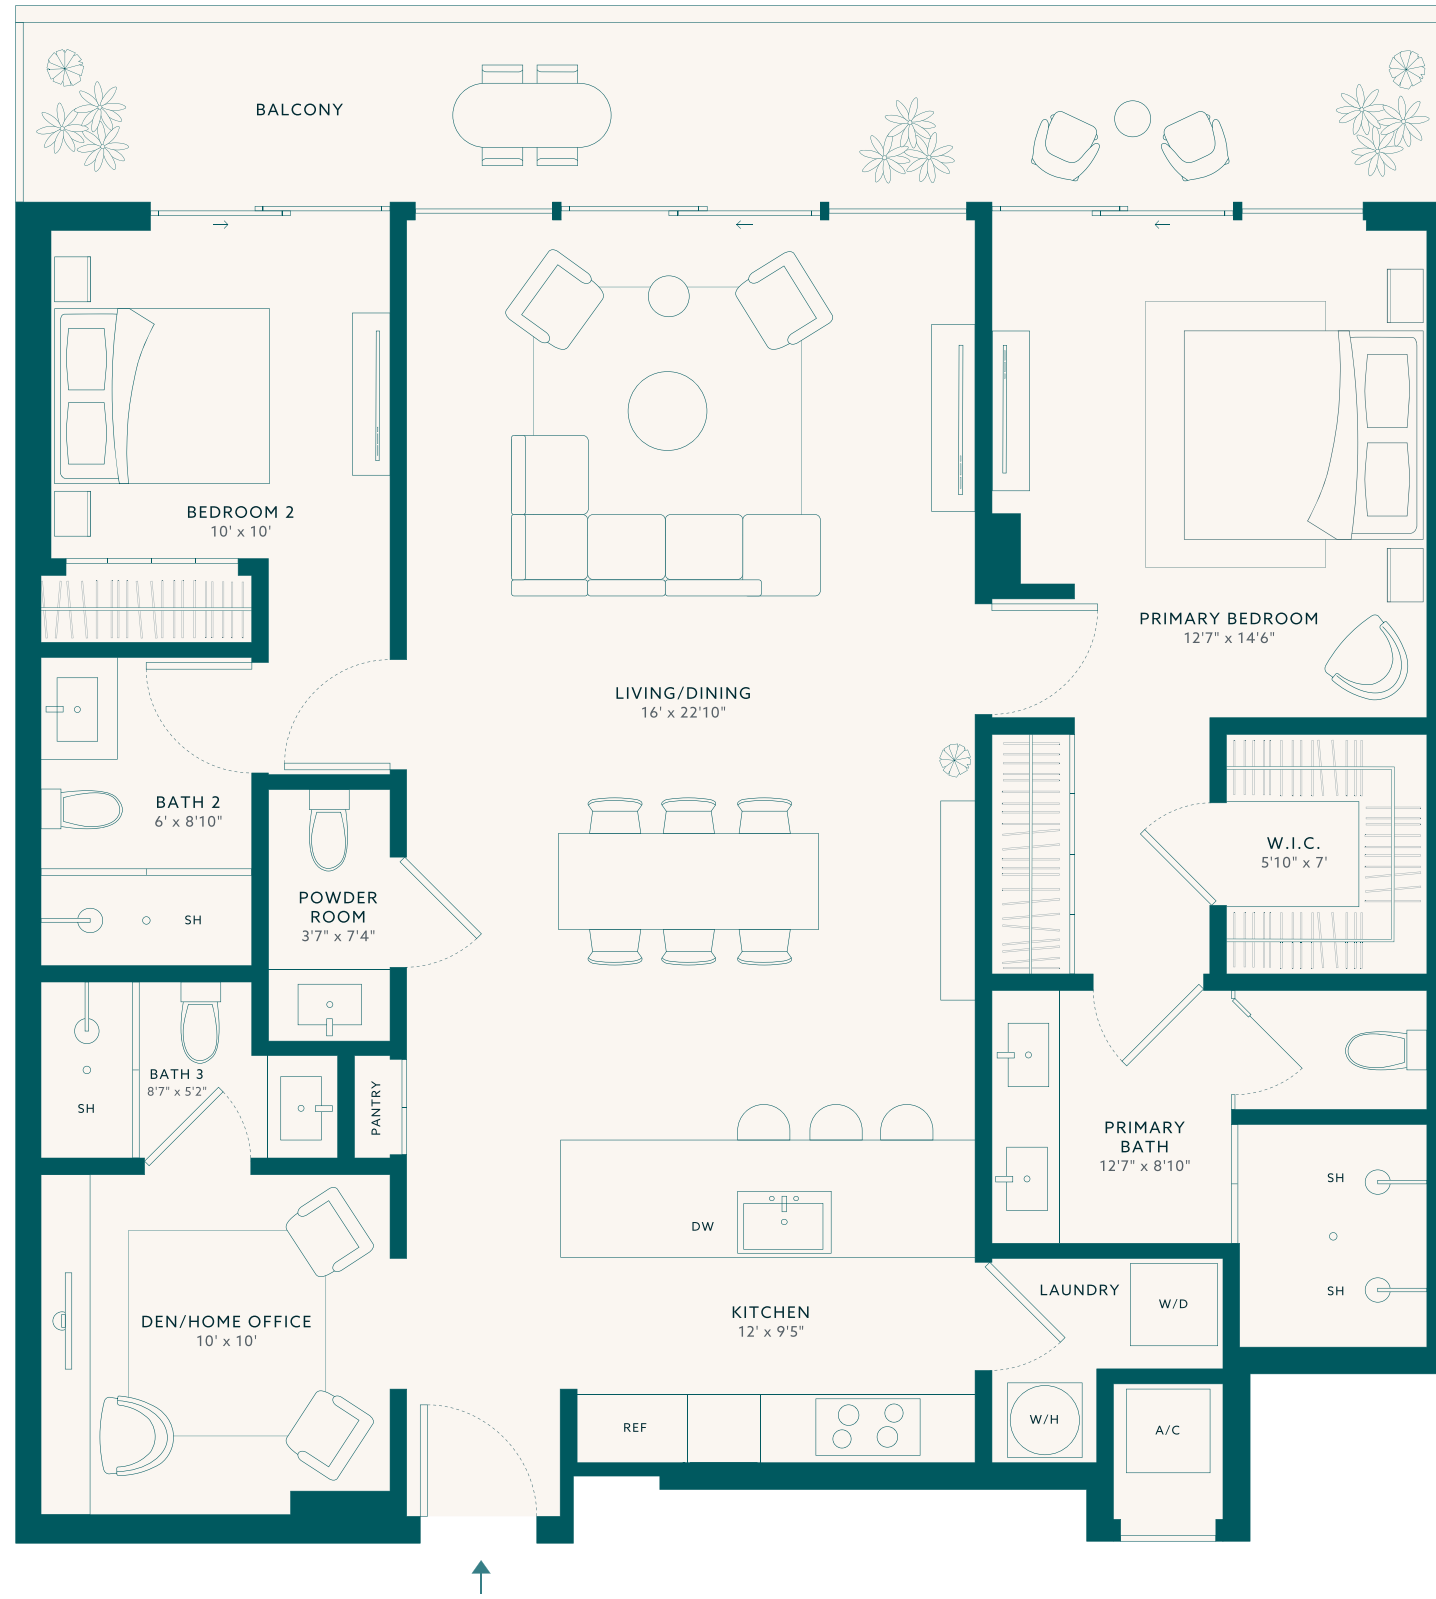 BALCONY
BEDROOM 2
10' x 10'
PRIMARY BEDROOM
12'7" x 14'6"
LIVING/DINING
16' x 22'10"
BATH 2
6' x 8'10"
SH
POWDER
ROOM
3'7" x 7'4"
W.I.C.
5'10" x 7'
BATH 3
8'7" x 5'2"
SH
PANTRY
PRIMARY
BATH
12'7" x 8'10"
SH
SH
DW
DEN/HOME OFFICE
10' x 10'
KITCHEN
12' x 9'5"
LAUNDRY
W/D
REF
W/H
A/C